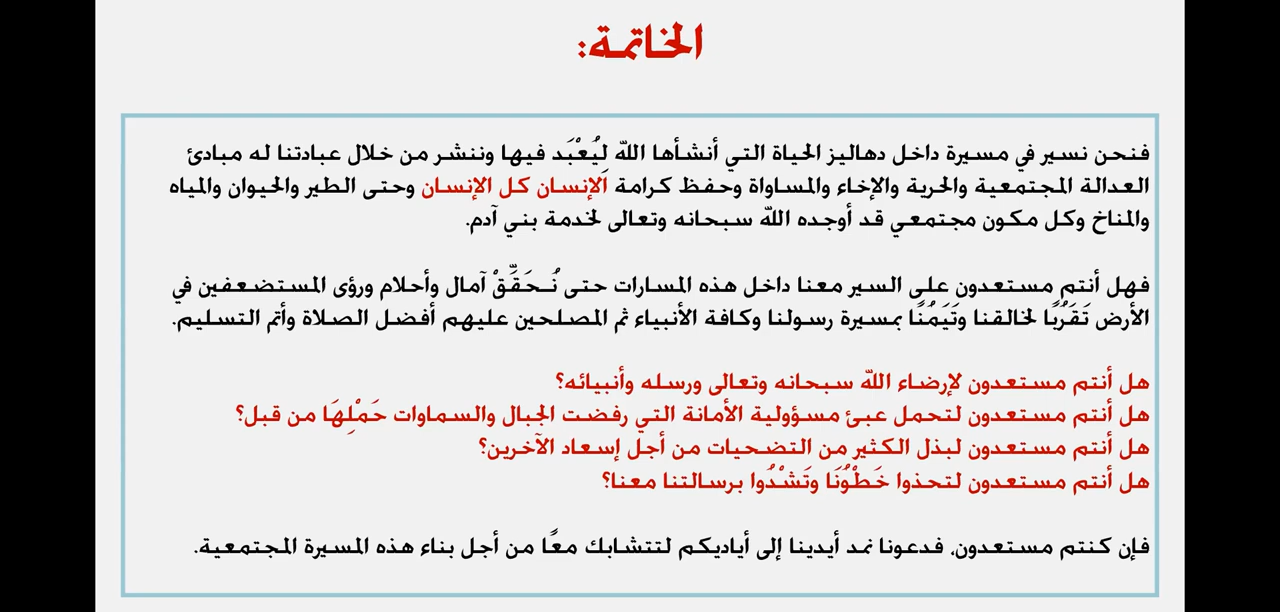 الخاتمة:
فنحن نسير في مسيرة داخل دهاليز الحياة التي أنشأها الله لِيُعْبَد فيها وننشر من خلال عبادتنا له مبادئ
العدالة المجتمعية والحرية والإخاء والمساواة وحفظ كرامة الإنسان كل الإنسان وحتى الطير والحيوان والمياه
والمناخ وكل مكون مجتمعي قد أوجده الله سبحانه وتعالى لخدمة بني آدم.
فهل أنتم مستعدون على السير معنا داخل هذه المسارات حتى نُحَقِّقْ آمال وأحلام ورؤى المستضعفين في
الأرض تَقَرُبًا لخالقنا وتَيَمُنًا بمسيرة رسولنا وكافة الأنبياء ثم المصلحين عليهم أفضل الصلاة وأتم التسليم.
هل أنتم مستعدون لإرضاء الله سبحانه وتعالى ورسله وأنبيائه؟
هل أنتم مستعدون لتحمل عبئ مسؤولية الأمانة التي رفضت الجبال والسماوات حَمْلِهَا من قبل؟
هل أنتم مستعدون لبذل الكثير من التضحيات من أجل إسعاد الآخرين؟
هل أنتم مستعدون لتحذوا خَطْوُنَا وتَشْدُوا برسالتنا معنا؟
فإن كنتم مستعدون، فدعونا نمد أيدينا إلى أياديكم لتتشابك معًا من أجل بناء هذه المسيرة المجتمعية.